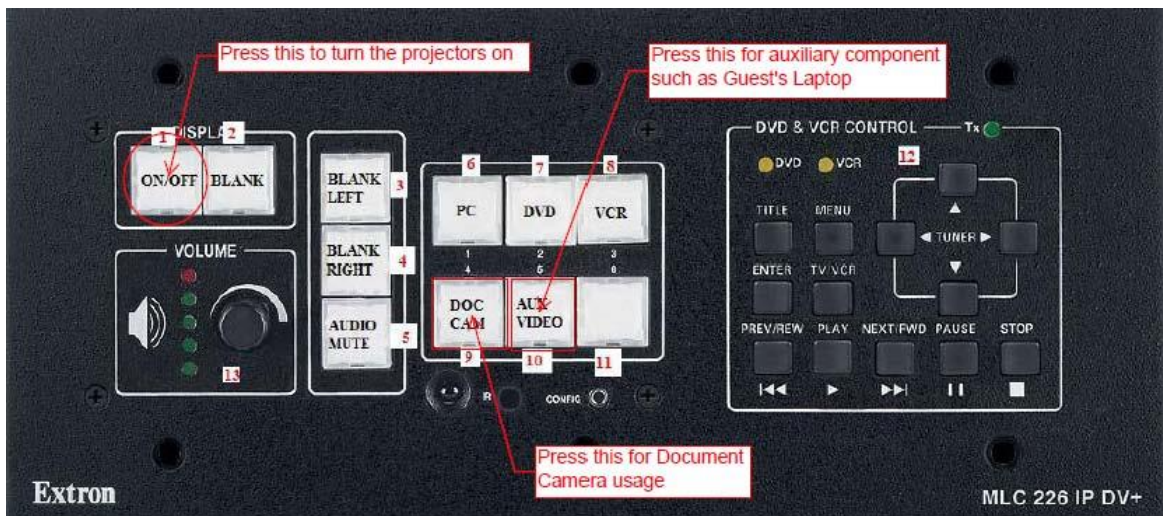 Press this to turn the projectors on
Press this for auxiliary component
such as Guest's Laptop
1
DISPLAY
2
ON/OFF
BLANK
BLANK
LEFT
3
BLANK
RIGHT
4
AUDIO
MUTE
5
VOLUME
13
6
7
8
PC
DVD
VCR
1
2
3
4
5
6
DOC
CAM
AUX
VIDEO
9
10
11
IR
CONFIG
Press this for Document
Camera usage
DVD & VCR CONTROL
Tx
12
DVD
VCR
TITLE
MENU
TUNER
ENTER
TV/VCR
PREV/REW
PLAY
NEXT/FWD
PAUSE
STOP
Extron
MLC 226 IP DV+